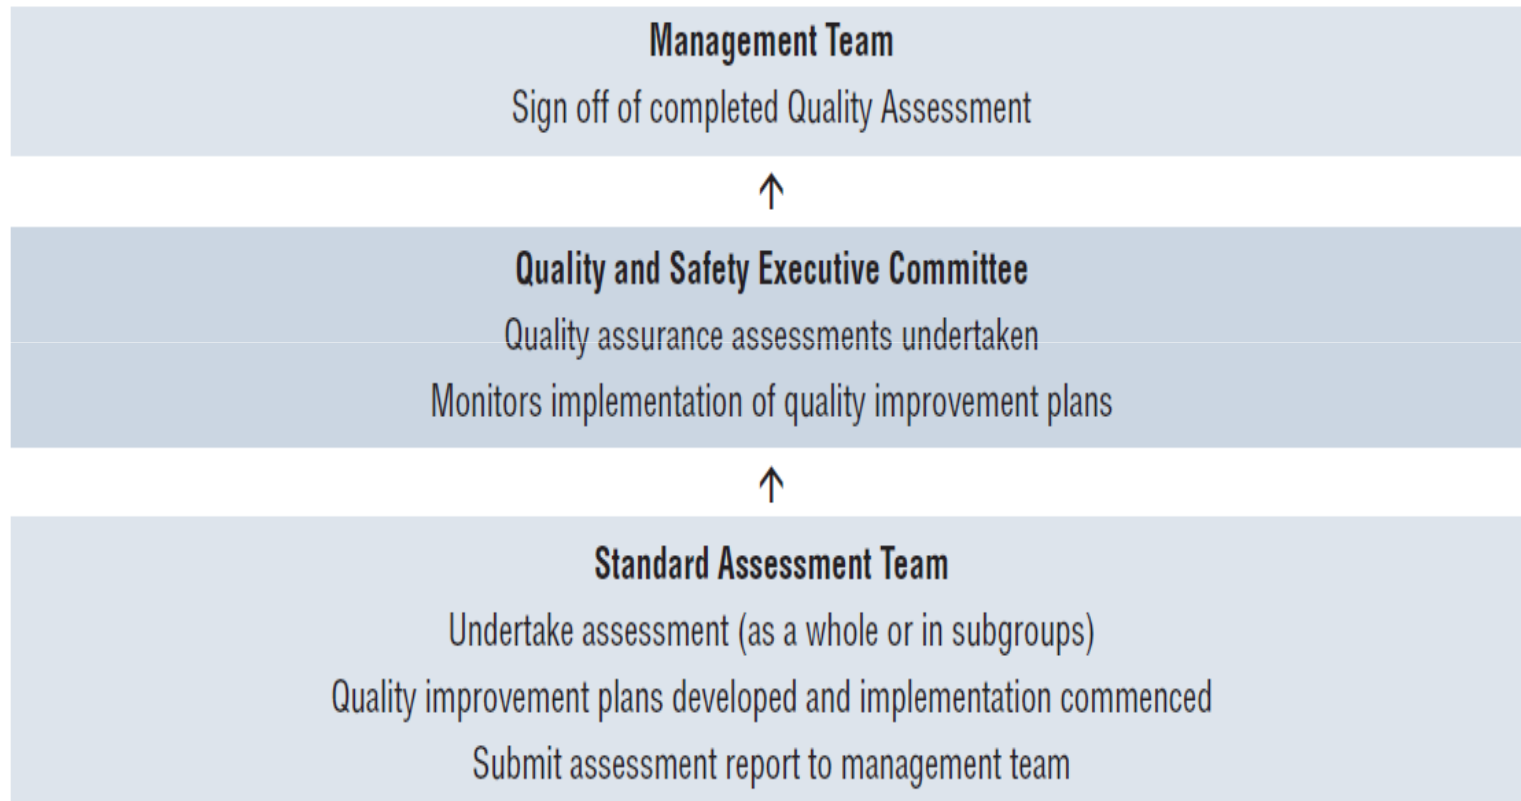 Management Team
Sign off of completed Quality Assessment
↑
Quality and Safety Executive Committee
Quality assurance assessments undertaken
Monitors implementation of quality improvement plans
↑
Standard Assessment Team
Undertake assessment (as a whole or in subgroups)
Quality improvement plans developed and implementation commenced
Submit assessment report to management team